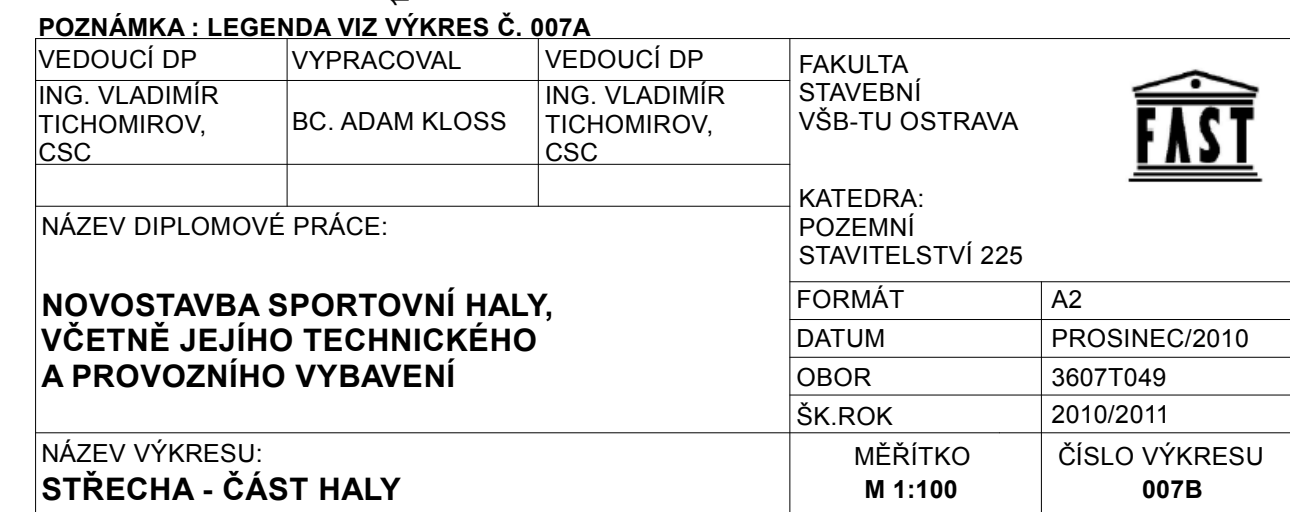 POZNÁMKA : LEGENDA VIZ VÝKRES Č. 007A
VEDOUCÍ DP
VYPRACOVAL
VEDOUCÍ DP
ING. VLADIMÍR
TICHOMIROV,
CSC
BC. ADAM KLOSS
ING. VLADIMÍR
TICHOMIROV,
CSC
FAKULTA
STAVEBNÍ
VŠB-TU OSTRAVA
FAST
KATEDRA:
POZEMNÍ
STAVITELSTVÍ 225
NÁZEV DIPLOMOVÉ PRÁCE:
NOVOSTAVBA SPORTOVNÍ HALY,
VČETNĚ JEJÍHO TECHNICKÉHO
A PROVOZNÍHO VYBAVENÍ
FORMÁT
A2
DATUM
PROSINEC/2010
OBOR
3607T049
ŠK.ROK
2010/2011
NÁZEV VÝKRESU:
STŘECHA - ČÁST HALY
MĚŘÍTKO
M 1:100
ČÍSLO VÝKRESU
007B